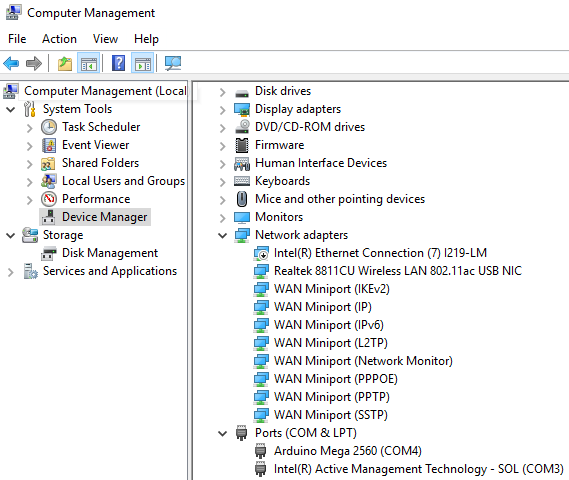 Computer Management
File Action View Help
Computer Management (Local
System Tools
Task Scheduler
Event Viewer
Shared Folders
Local Users and Groups
Performance
Device Manager
Storage
Disk Management
Services and Applications
Disk drives
Display adapters
DVD/CD-ROM drives
Firmware
Human Interface Devices
Keyboards
Mice and other pointing devices
Monitors
Network adapters
Intel(R) Ethernet Connection (7) I219-LM
Realtek 8811CU Wireless LAN 802.11ac USB NIC
WAN Miniport (IKEv2)
WAN Miniport (IP)
WAN Miniport (IPv6)
WAN Miniport (L2TP)
WAN Miniport (Network Monitor)
WAN Miniport (PPPOE)
WAN Miniport (PPTP)
WAN Miniport (SSTP)
Ports (COM & LPT)
Arduino Mega 2560 (COM4)
Intel(R) Active Management Technology - SOL (COM3)